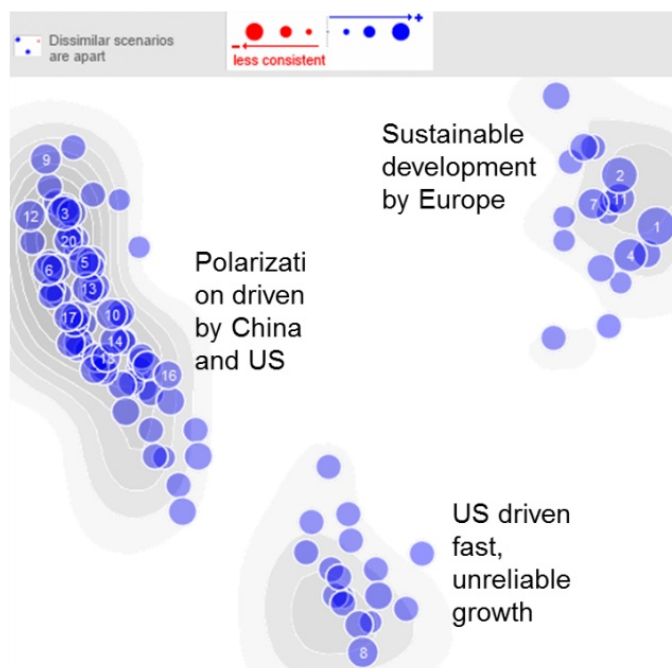 Dissimilar scenarios
are apart
- +
less consistent
Sustainable
development
by Europe
Polarizati
on driven
by China
and US
US driven
fast,
unreliable
growth
9
12
3
20
6
5
13
17
10
14
16
2
7
11
1
4
8